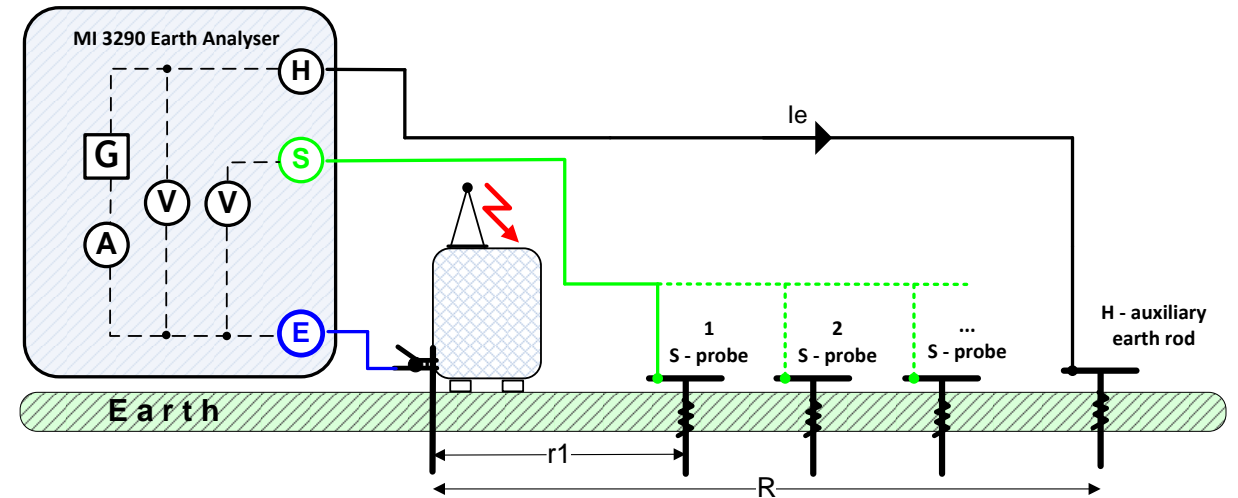 MI 3290 Earth Analyser
H
G
S
V
V
A
E
Ie
1
S - probe
2
S - probe
...
S - probe
H - auxiliary
earth rod
Earth
r1
R